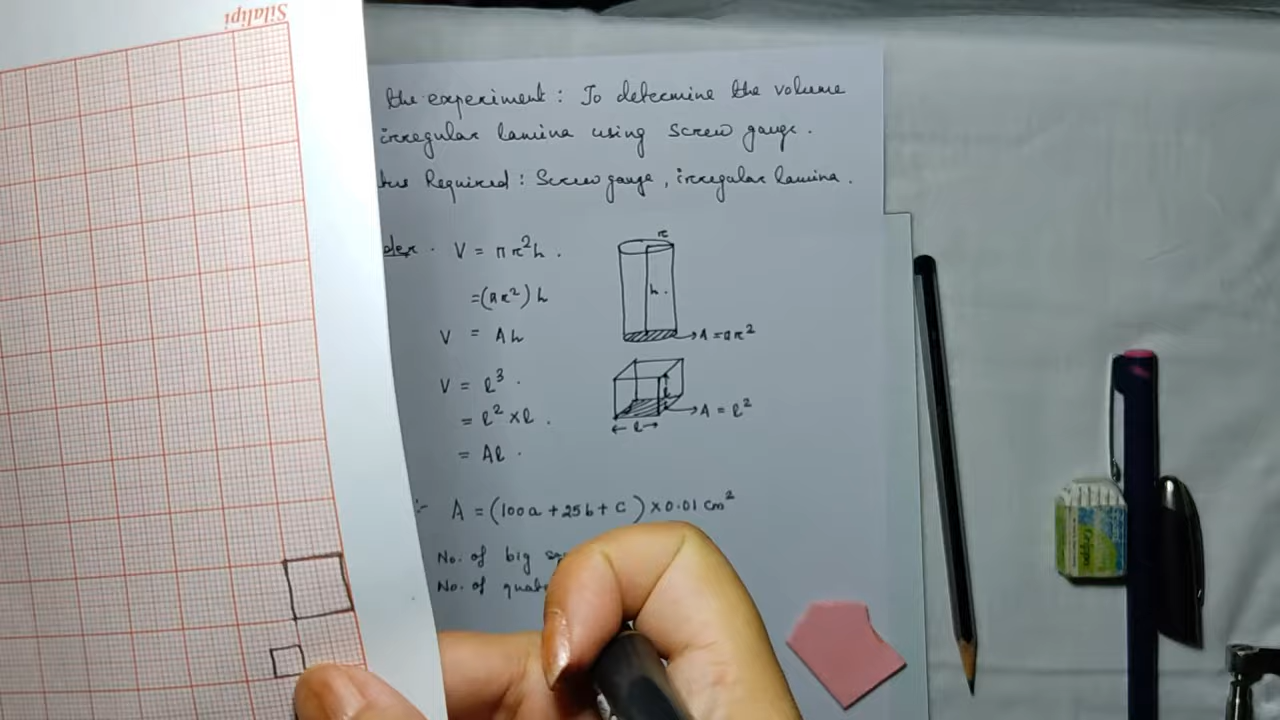 Silalipi
the experiment: To determine the volume
irregular lamina using screw gauge.
Required: Screw gauge, irregular lamina.
V = πr²h.
r
= (πr²) h
h.
V = Ah
A = πr²
V = l³.
= l² × l.
l
A = l²
← l →
= Al.
:- A = (100a + 25b + c) × 0.01 cm²
No. of big
No. of